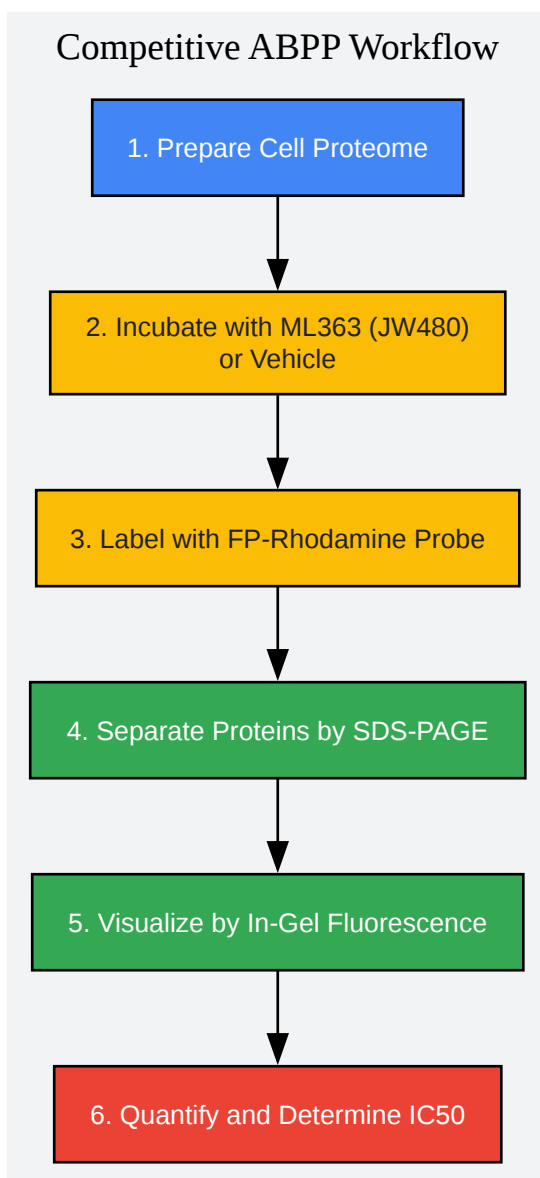 Competitive ABPP Workflow
1. Prepare Cell Proteome
2. Incubate with ML363 (JW480)
or Vehicle
3. Label with FP-Rhodamine Probe
4. Separate Proteins by SDS-PAGE
5. Visualize by In-Gel Fluorescence
6. Quantify and Determine IC50